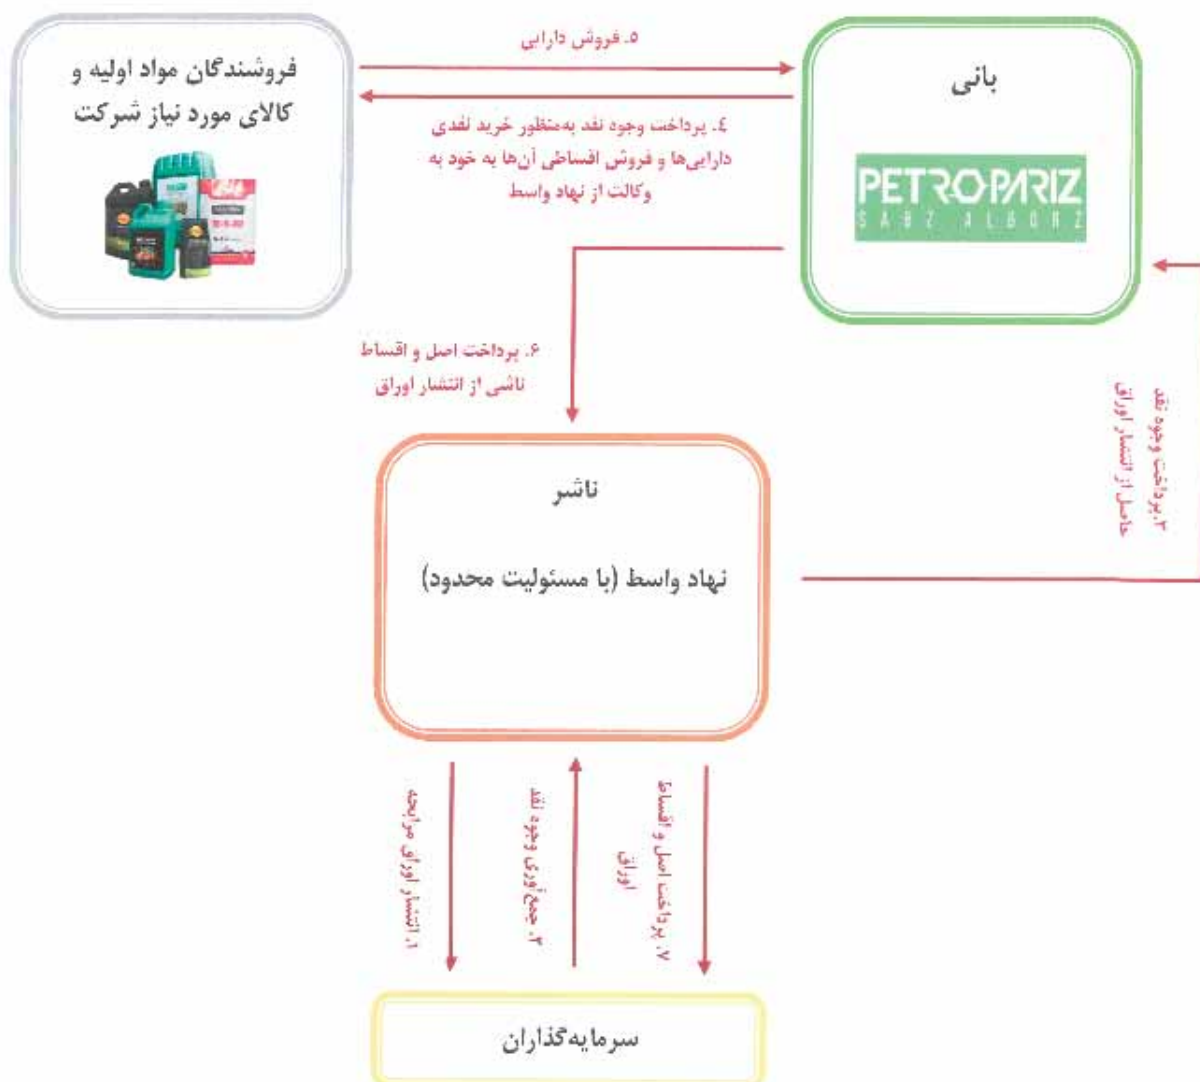 ۵. فروش دارایی
فروشندگان مواد اولیه و
کالای مورد نیاز شرکت
بانی
PETROPARIZ
SABZ ALBORZ
۴. پرداخت وجوه نقد به‌منظور خرید نقدی
دارایی‌ها و فروش اقساطی آن‌ها به خود به
وکالت از نهاد واسط
۶. پرداخت اصل و اقساط
ناشی از انتشار اوراق
۳. پرداخت وجوه نقد
حاصل از انتشار اوراق
ناشر
نهاد واسط (با مسئولیت محدود)
۱. انتشار اوراق مرابحه
۲. جمع‌آوری وجوه نقد
۷. پرداخت اصل و اقساط
اوراق
سرمایه‌گذاران